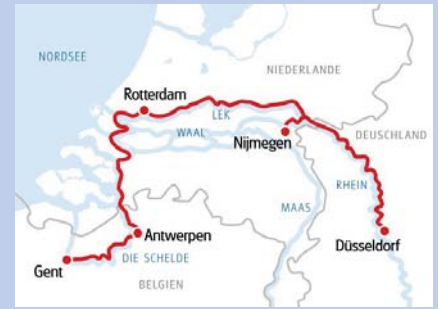 NORDSEE
NIEDERLANDE
Rotterdam
LEK
WAAL
Nijmegen
DEUSCHLAND
RHEIN
MAAS
Antwerpen
Düsseldorf
DIE SCHELDE
Gent
BELGIEN